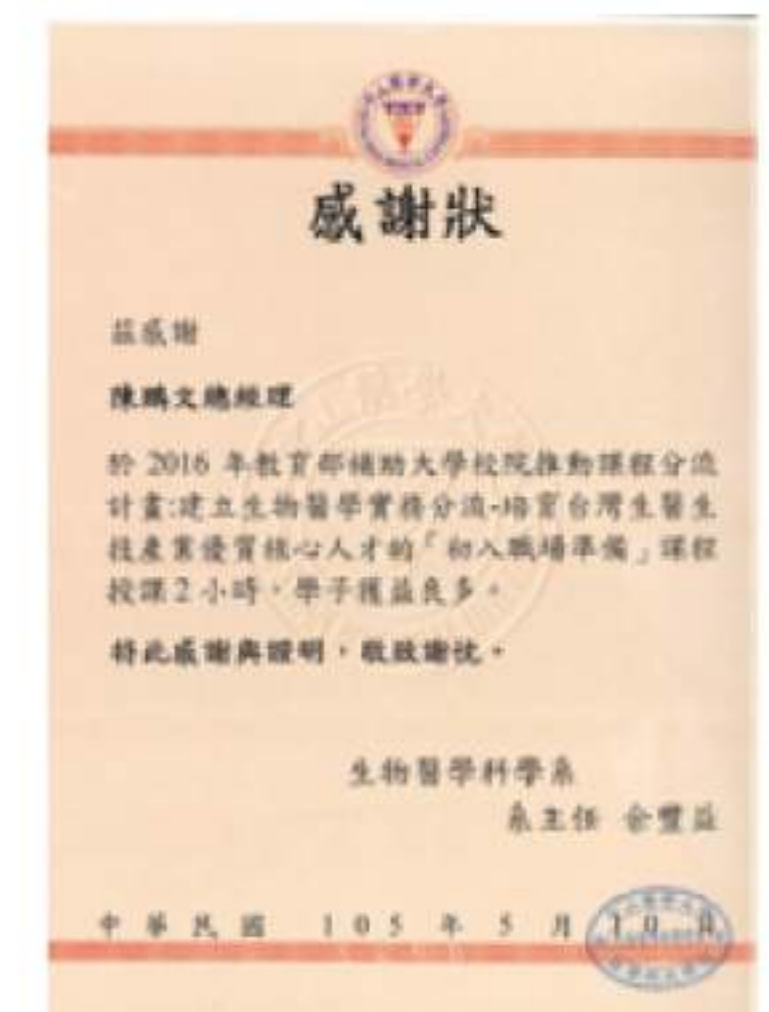 感謝狀
茲感謝
陳鵬文總經理
於 2016 年教育部補助大學校院推動課程分流
計畫:建立生物醫學實務分流-培育台灣生醫生
技產業優質核心人才的「初入職場準備」課程
授課2小時，學子獲益良多。
特此感謝與證明，敬致謝忱。
生物醫學科學系
系主任 余豐益
中華民國 105 年 5 月 10 日